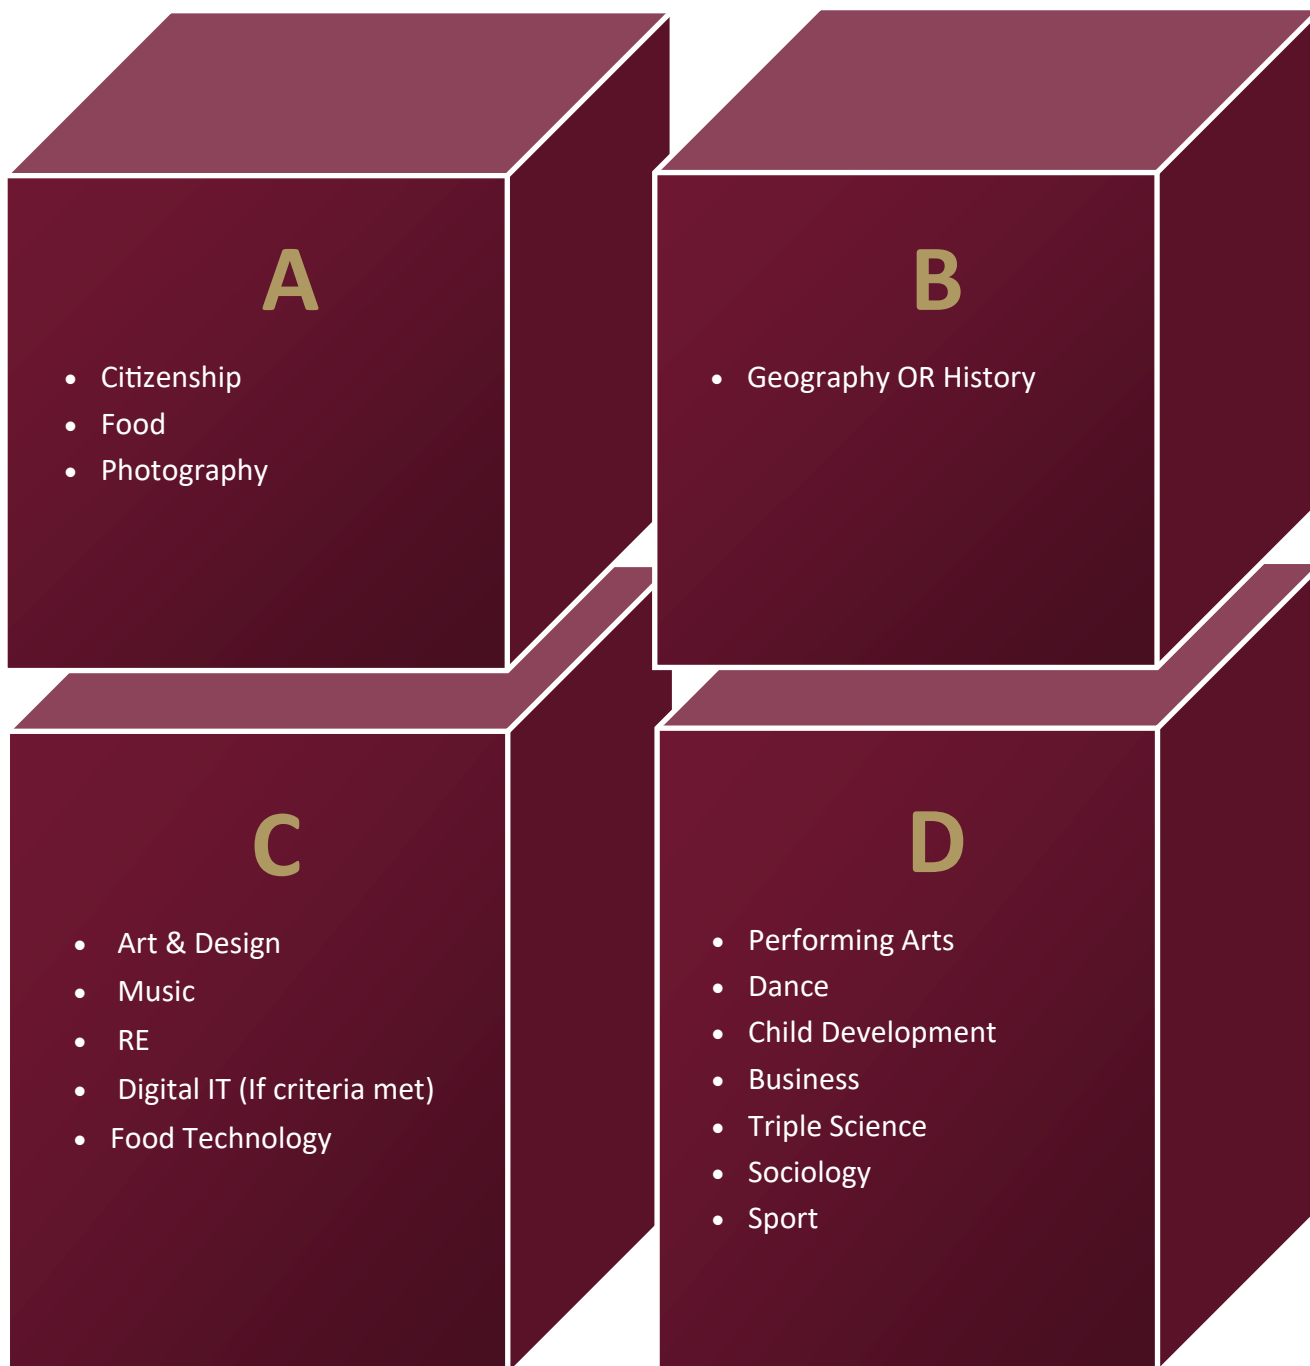 A
• Citizenship
• Food
• Photography
B
• Geography OR History
C
• Art & Design
• Music
• RE
• Digital IT (If criteria met)
• Food Technology
D
• Performing Arts
• Dance
• Child Development
• Business
• Triple Science
• Sociology
• Sport